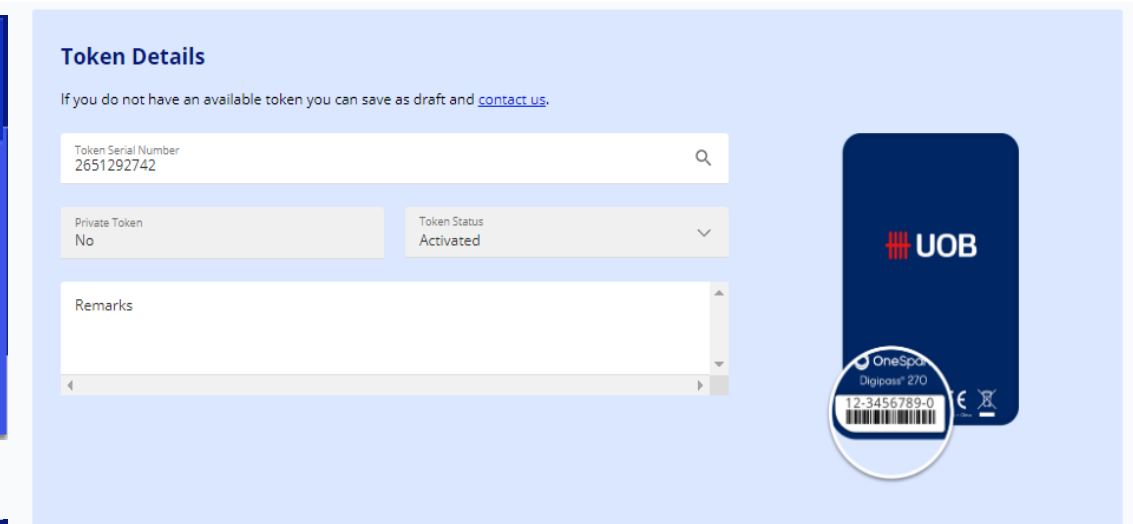 Token Details
If you do not have an available token you can save as draft and contact us.
Token Serial Number
2651292742
Private Token
No
Token Status
Activated
Remarks
UOB
Digipass® 270
12-3456789-0